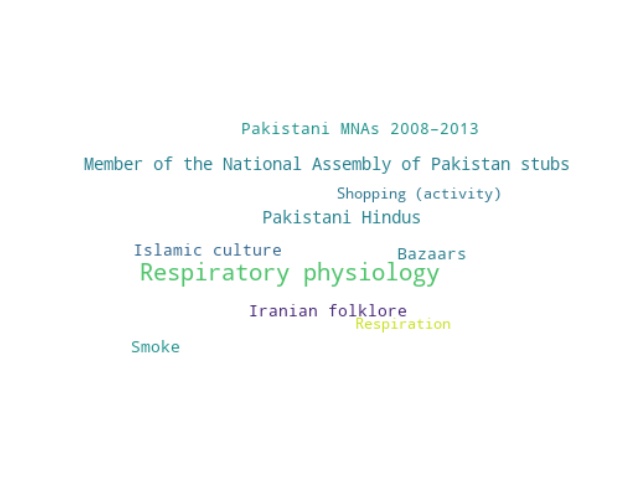 Pakistani MNAs 2008–2013
Member of the National Assembly of Pakistan stubs
Shopping (activity)
Pakistani Hindus
Islamic culture
Bazaars
Respiratory physiology
Iranian folklore
Respiration
Smoke